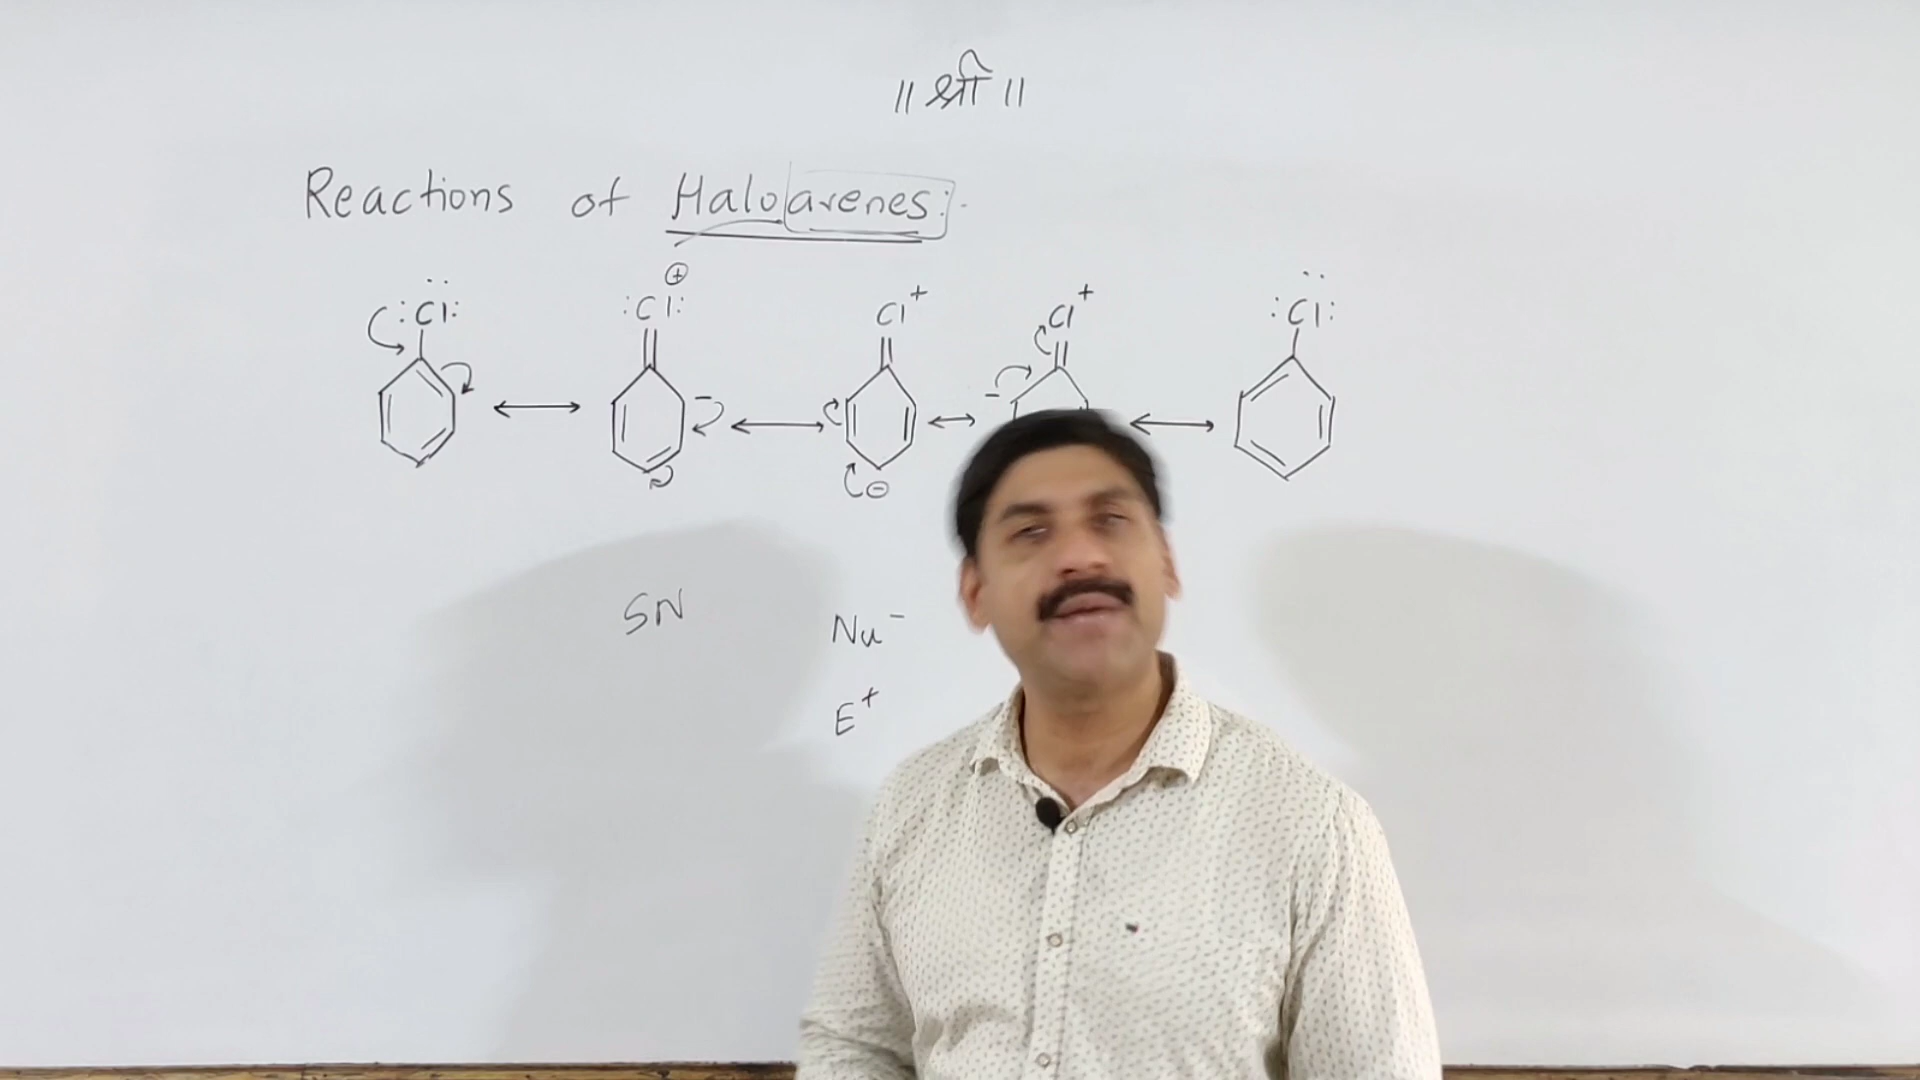 ॥ श्री ॥
Reactions of Haloarenes:
:Cl: :Cl: ⊕ Cl+ Cl+ :Cl:
- ⊖ -
SN Nu⁻
E⁺